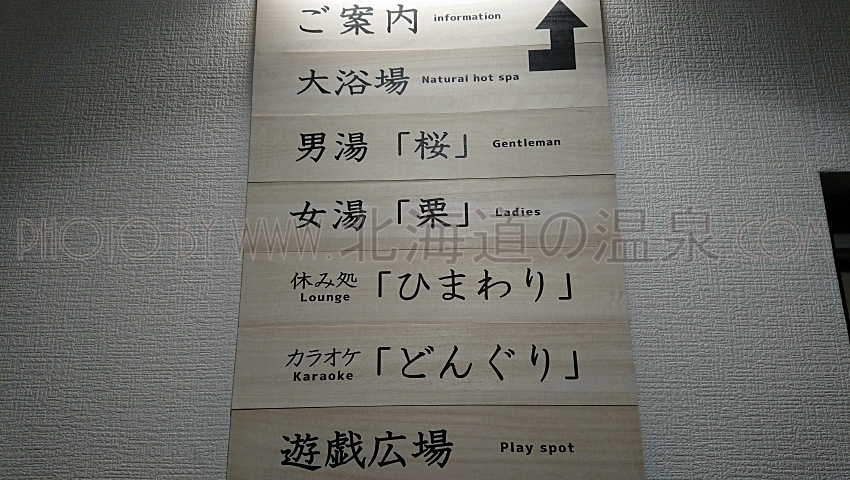 ご案内 information
大浴場 Natural hot spa
男湯「桜」 Gentleman
女湯「栗」 Ladies
PHOTO BY WWW.北海道の温泉.COM
休み処 Lounge 「ひまわり」
カラオケ Karaoke 「どんぐり」
遊戯広場 Play spot